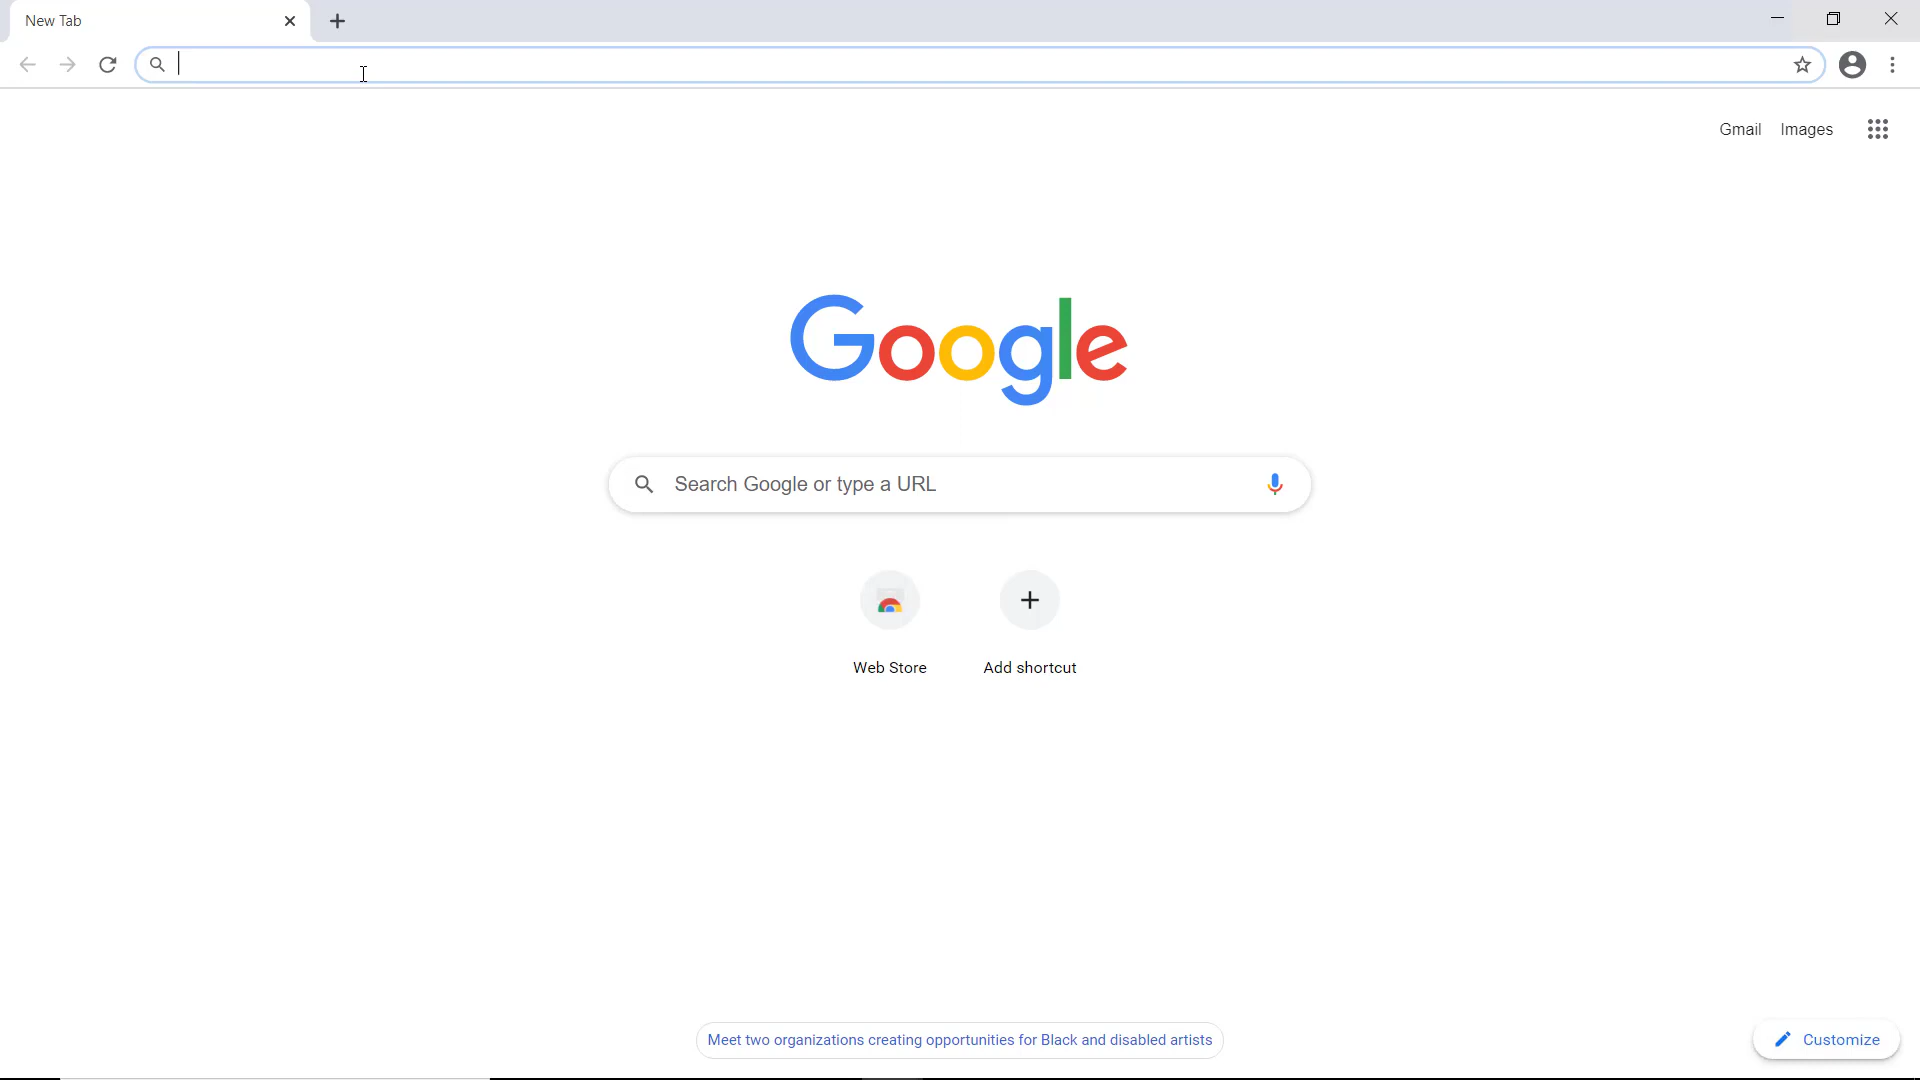 New Tab
Gmail Images
Google
Search Google or type a URL
Web Store
Add shortcut
Meet two organizations creating opportunities for Black and disabled artists
Customize